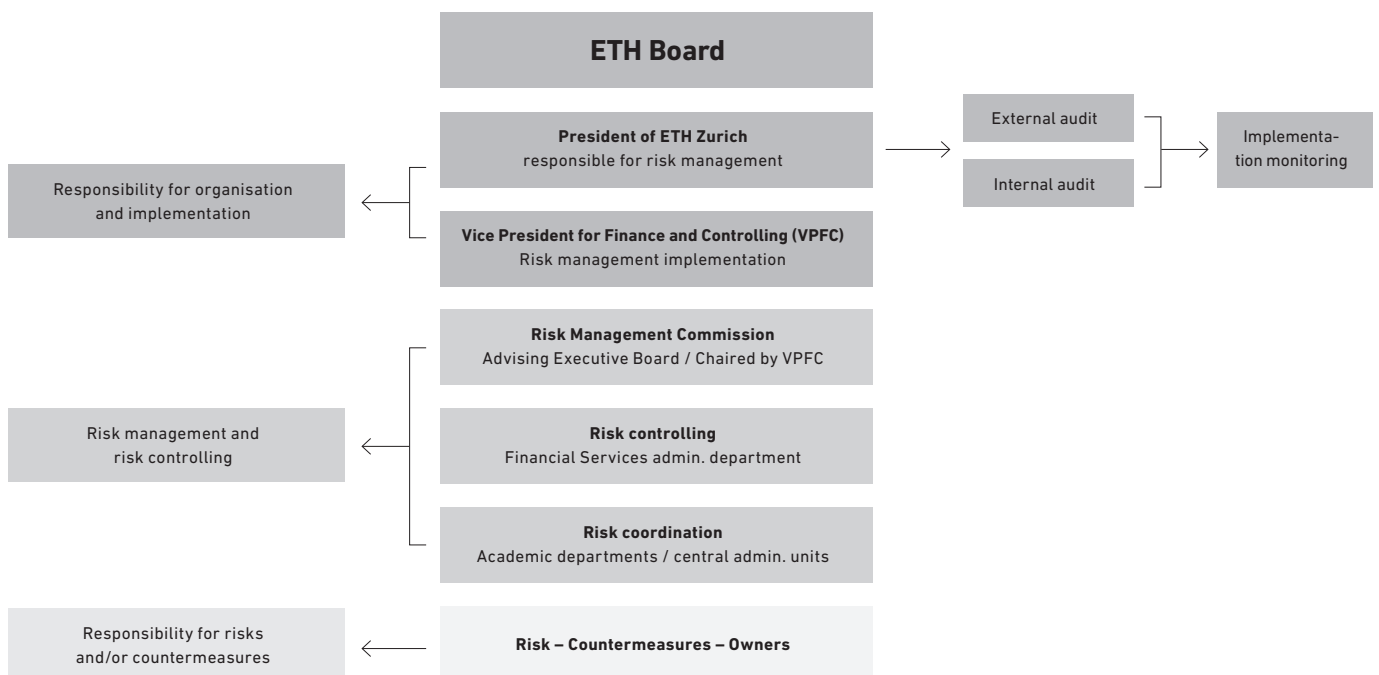 ETH Board
President of ETH Zurich
responsible for risk management
External audit
Internal audit
Implementa-
tion monitoring
Responsibility for organisation
and implementation
Vice President for Finance and Controlling (VPFC)
Risk management implementation
Risk Management Commission
Advising Executive Board / Chaired by VPFC
Risk management and
risk controlling
Risk controlling
Financial Services admin. department
Risk coordination
Academic departments / central admin. units
Responsibility for risks
and/or countermeasures
Risk – Countermeasures – Owners